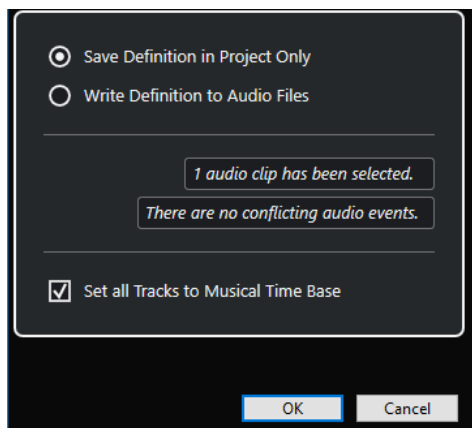 Save Definition in Project Only
Write Definition to Audio Files
1 audio clip has been selected.
There are no conflicting audio events.
Set all Tracks to Musical Time Base
OK Cancel